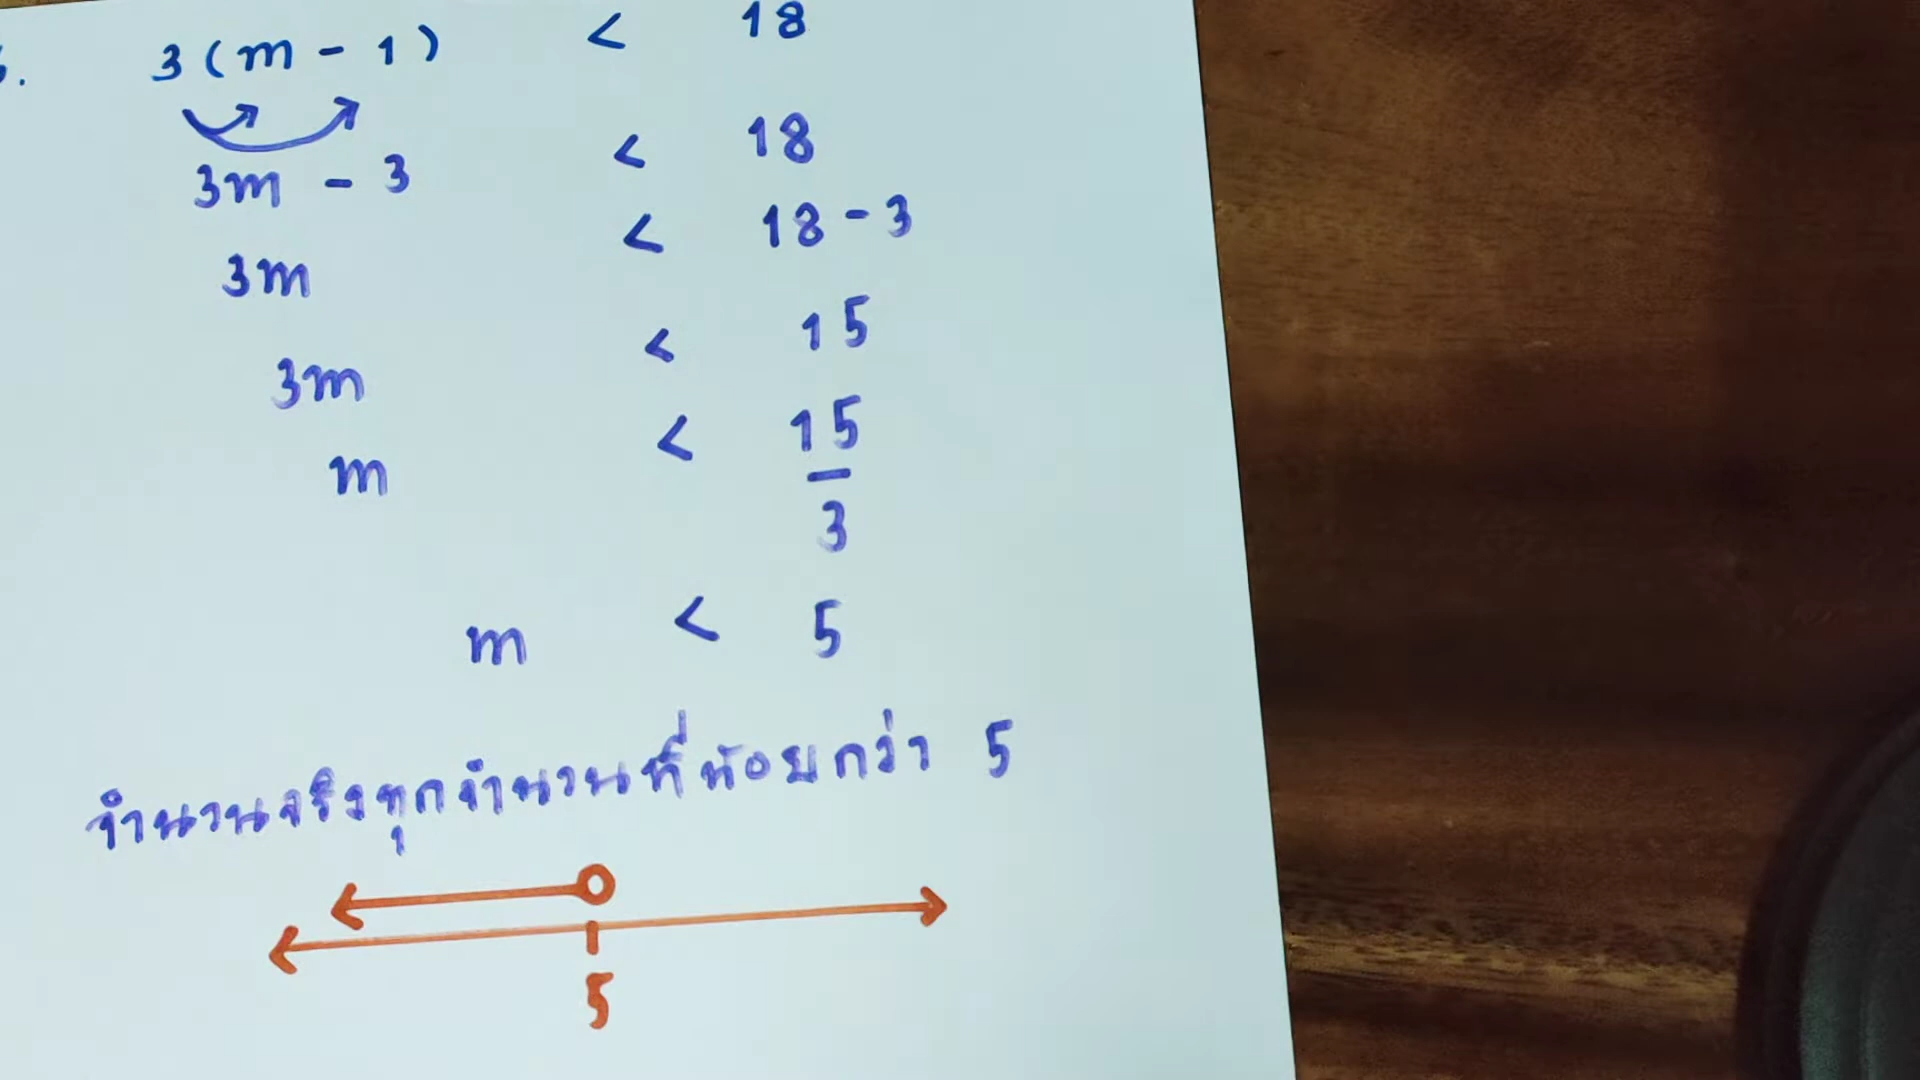 3(m - 1) < 18
3m - 3 < 18
3m < 18 - 3
3m < 15
m < 15/3
m < 5
จำนวนจริงทุกจำนวนที่น้อยกว่า 5
5